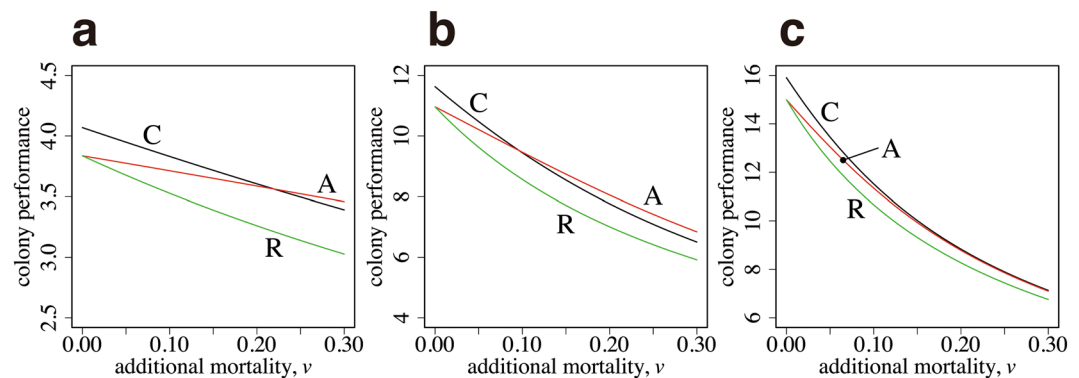 a
4.5
4.0
3.5
3.0
2.5
colony performance
C
A
R
0.00
0.10
0.20
0.30
additional mortality, v
b
12
10
8
6
4
colony performance
C
A
R
0.00
0.10
0.20
0.30
additional mortality, v
c
16
14
12
10
8
6
colony performance
C
A
R
0.00
0.10
0.20
0.30
additional mortality, v